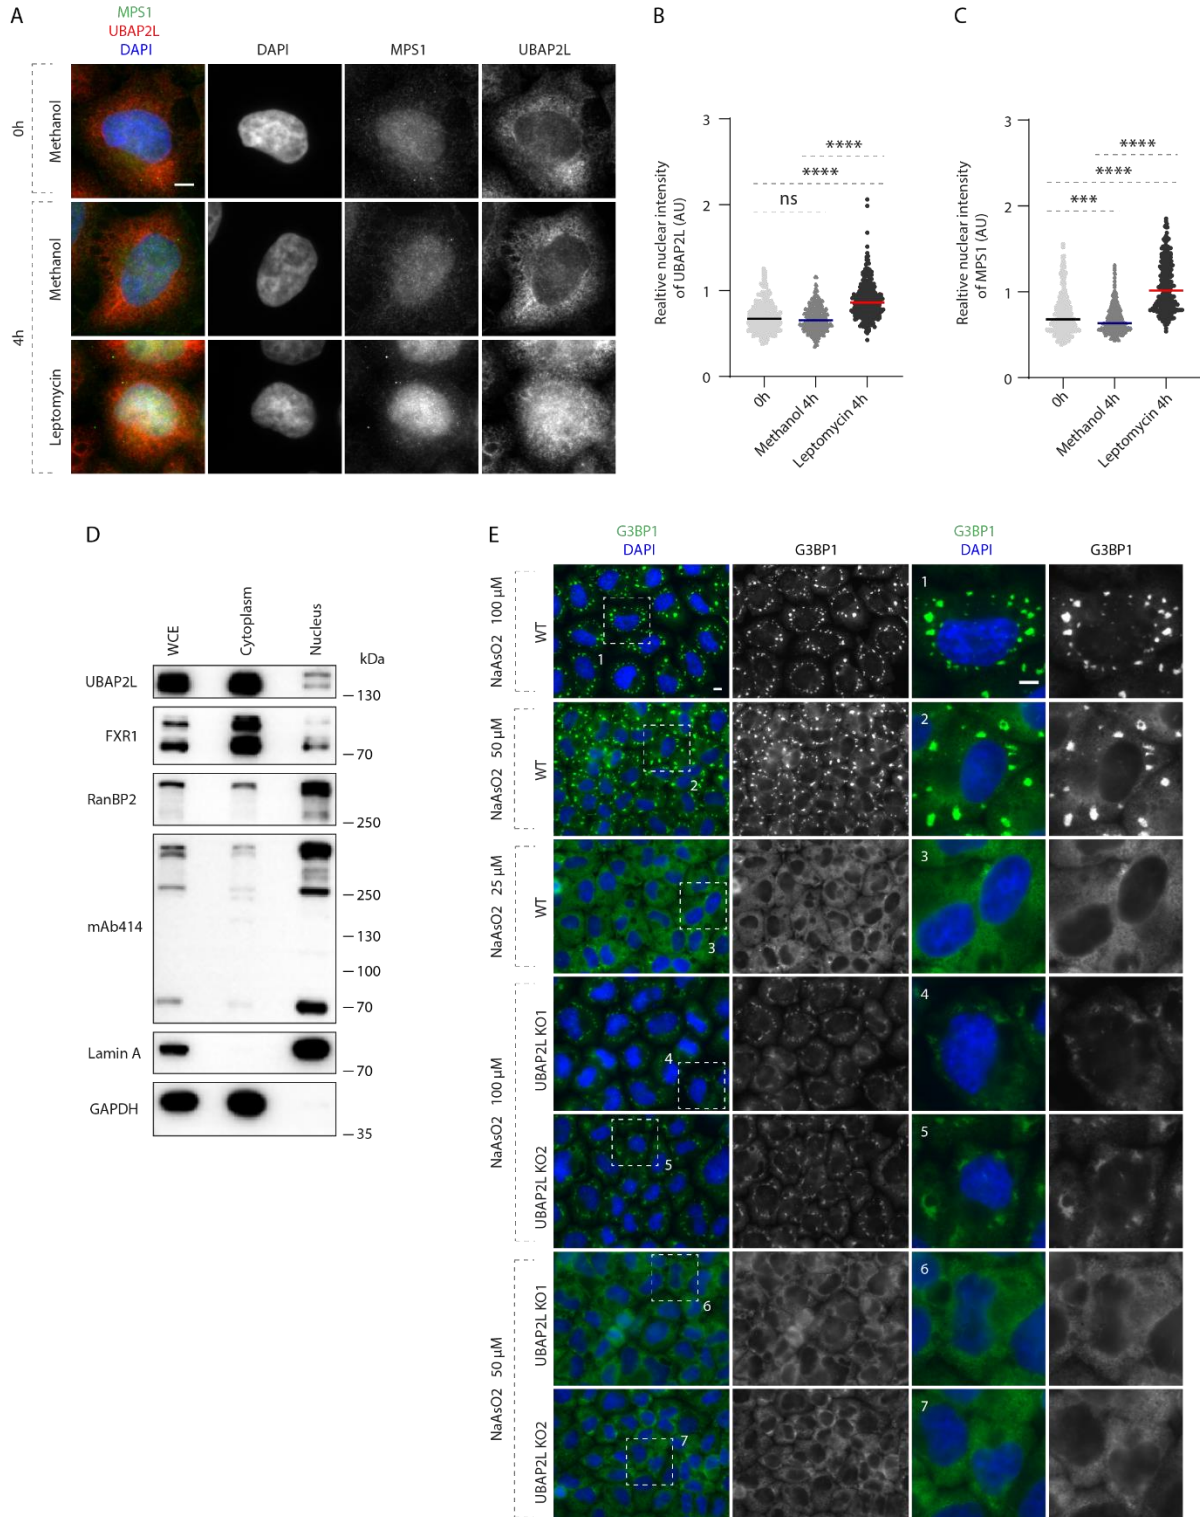 A
MPS1
UBAP2L
DAPI
DAPI
MPS1
UBAP2L
0h
Methanol
4h
Methanol
Leptomycin
B
Realtive nuclear intensity
of UBAP2L (AU)
3
2
1
0
****
****
ns
0h
Methanol 4h
Leptomycin 4h
C
Realtive nuclear intensity
of MPS1 (AU)
3
2
1
0
****
****
***
0h
Methanol 4h
Leptomycin 4h
D
WCE
Cytoplasm
Nucleus
kDa
UBAP2L
130
FXR1
70
RanBP2
250
mAb414
250
130
100
70
Lamin A
70
GAPDH
35
E
G3BP1
DAPI
G3BP1
G3BP1
DAPI
G3BP1
NaAsO2 100 µM
WT
1
1
NaAsO2 50 µM
WT
2
2
NaAsO2 25 µM
WT
3
3
NaAsO2 100 µM
UBAP2L KO1
4
4
UBAP2L KO2
5
5
NaAsO2 50 µM
UBAP2L KO1
6
6
UBAP2L KO2
7
7